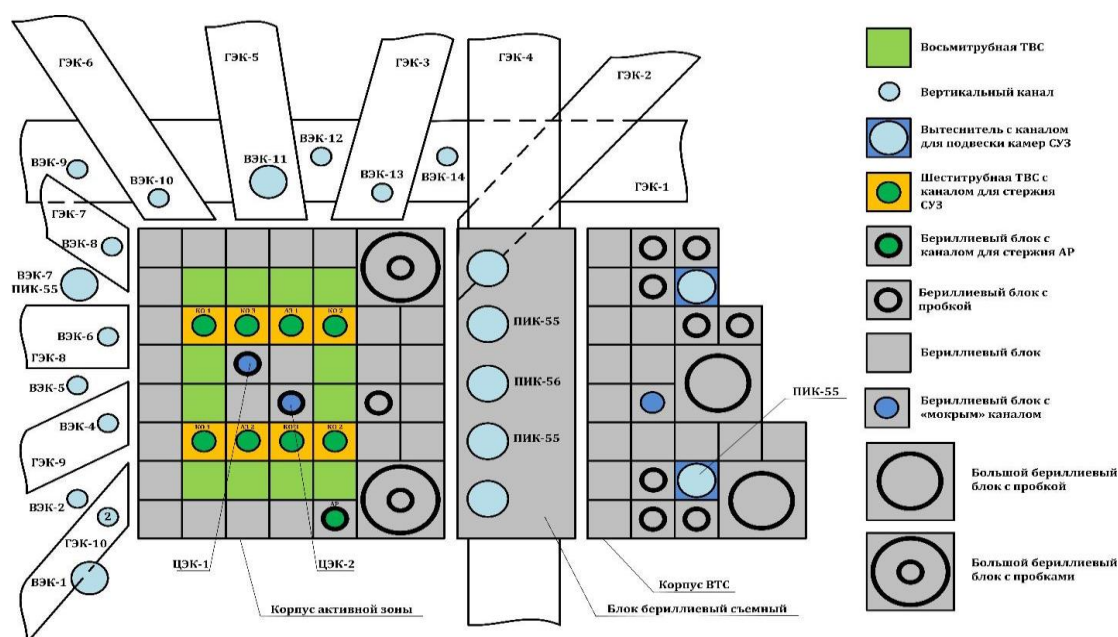 ГЭК-6
ГЭК-5
ГЭК-3
ГЭК-4
ГЭК-2
ВЭК-9
ВЭК-12
ВЭК-11
ВЭК-10
ВЭК-13
ВЭК-14
ГЭК-1
ГЭК-7
ВЭК-8
ВЭК-7
ПИК-55
ВЭК-6
ГЭК-8
ВЭК-5
ВЭК-4
ГЭК-9
ВЭК-2
2
ГЭК-10
ВЭК-1
КО 3
АЗ 1
КО 2
КО 1
АЗ 2
КО 2
АР
ПИК-55
ПИК-56
ПИК-55
ПИК-55
ЦЭК-1
ЦЭК-2
Корпус активной зоны
Корпус ВТС
Блок бериллиевый съемный
Восьмитрубная ТВС
Вертикальный канал
Вытеснитель с каналом
для подвески камер СУЗ
Шеститрубная ТВС с
каналом для стержня
СУЗ
Бериллиевый блок с
каналом для стержня АР
Бериллиевый блок с
пробкой
Бериллиевый блок
Бериллиевый блок с
«мокрым» каналом
Большой бериллиевый
блок с пробкой
Большой бериллиевый
блок с пробками